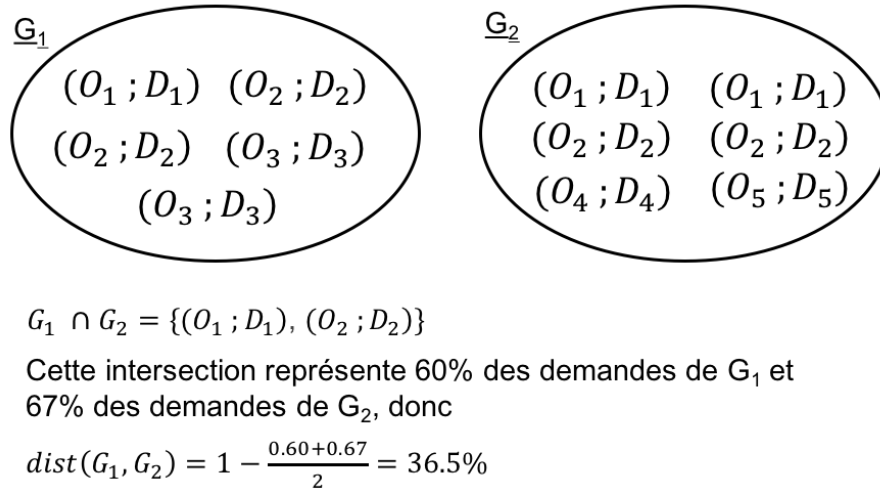 G₁
(O₁ ; D₁) (O₂ ; D₂)
(O₂ ; D₂) (O₃ ; D₃)
(O₃ ; D₃)
G₂
(O₁ ; D₁) (O₁ ; D₁)
(O₂ ; D₂) (O₂ ; D₂)
(O₄ ; D₄) (O₅ ; D₅)
G₁ ∩ G₂ = {(O₁ ; D₁), (O₂ ; D₂)}
Cette intersection représente 60% des demandes de G₁ et
67% des demandes de G₂, donc
dist(G₁, G₂) = 1 − (0.60+0.67)/2 = 36.5%